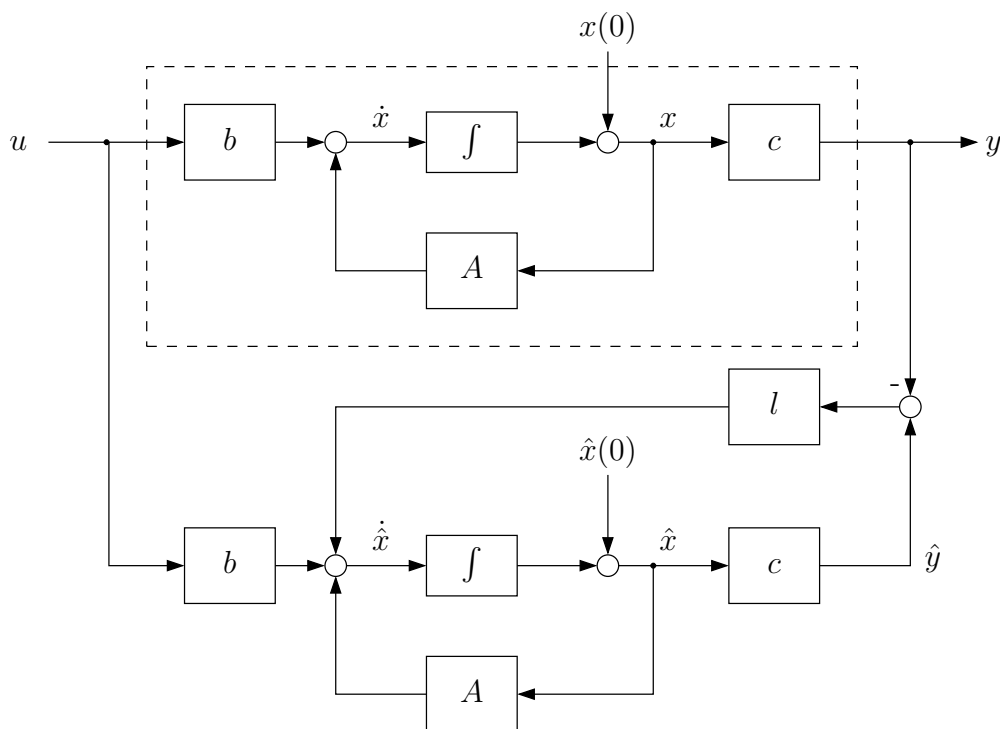 x(0)
u b ẋ ∫ x c y
A
- l
x̂(0)
b x̂̇ ∫ x̂ c ŷ
A